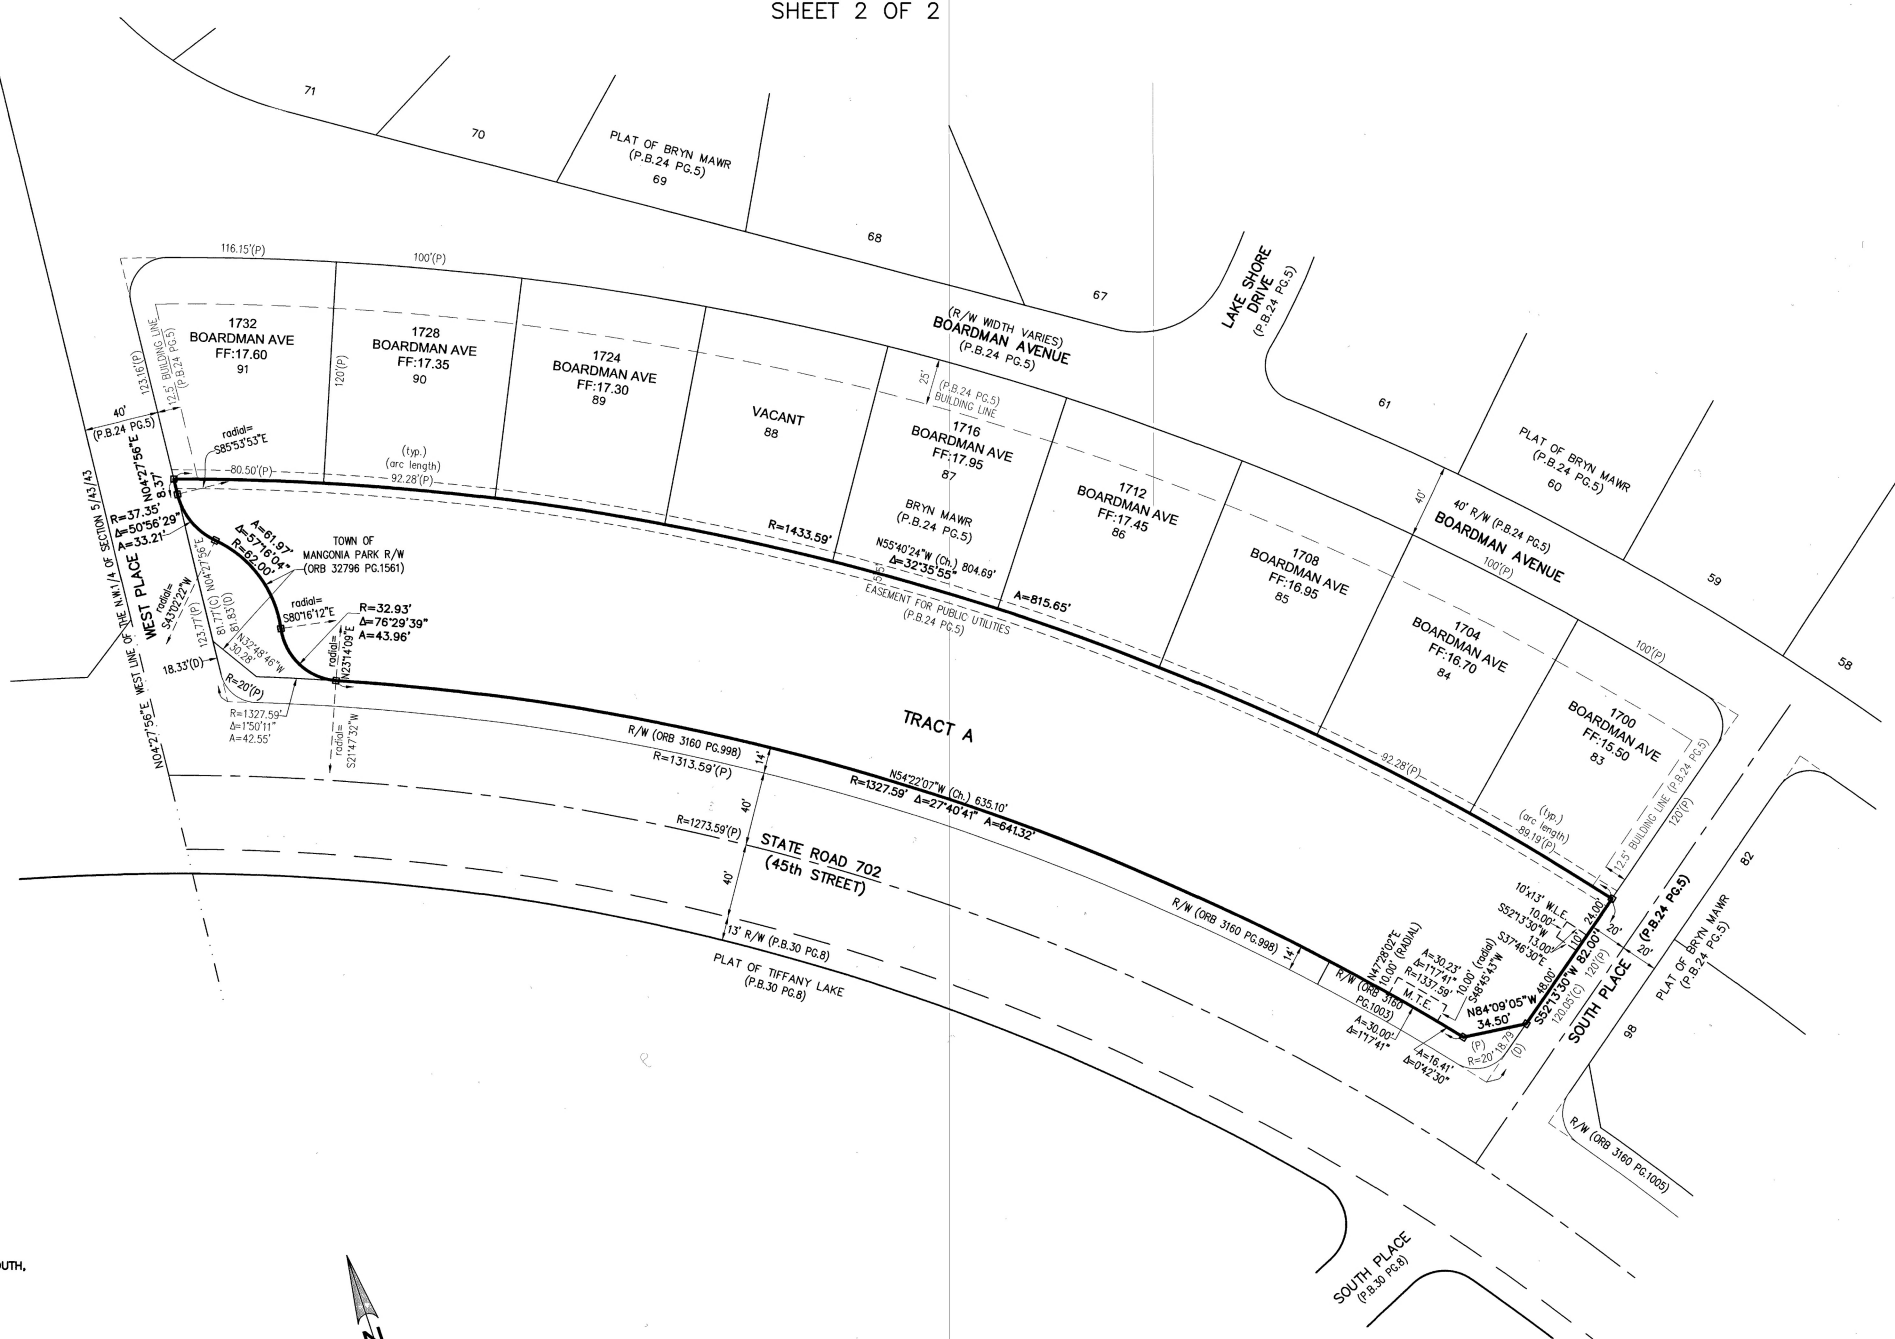 SHEET 2 OF 2
71
70
PLAT OF BRYN MAWR
(P.B.24 PG.5)
69
68
67
LAKE SHORE
DRIVE
(P.B.24 PG.5)
116.15'(P)
100'(P)
(R/W WIDTH VARIES)
BOARDMAN AVENUE
(P.B.24 PG.5)
1732
BOARDMAN AVE
FF:17.60
91
1728
BOARDMAN AVE
FF:17.35
90
1724
BOARDMAN AVE
FF:17.30
89
VACANT
88
1716
BOARDMAN AVE
FF:17.95
87
BRYN MAWR
(P.B.24 PG.5)
1712
BOARDMAN AVE
FF:17.45
86
1708
BOARDMAN AVE
FF:16.95
85
1704
BOARDMAN AVE
FF:16.70
84
1700
BOARDMAN AVE
FF:15.50
83
25'
(P.B.24 PG.5)
BUILDING LINE
123.16'(P)
12.5' BUILDING LINE
(P.B.24 PG.5)
120'(P)
61
PLAT OF BRYN MAWR
(P.B.24 PG.5)
60
59
58
40'
40' R/W (P.B.24 PG.5)
BOARDMAN AVENUE
100'(P)
100'(P)
40'
(P.B.24 PG.5)
radial=
S85°53'53"E
80.50'(P)
(typ.)
(arc length)
92.28'(P)
N04°27'56"E
8.37'
R=37.35'
Δ=50°56'29"
A=33.21'
A=61.97'
Δ=57°16'04"
R=62.00'
TOWN OF
MANGONIA PARK R/W
(ORB 32796 PG.1561)
radial=
S80°16'12"E
R=32.93'
Δ=76°29'39"
A=43.96'
radial=
N23°14'09"E
radial=
S43°02'22"W
WEST PLACE
N04°27'56"E WEST LINE OF THE N.W.1/4 OF SECTION 5/43/43
123.77'(P)
81.77'(C) N04°27'56"E
81.83'(D)
N32°48'46"W
30.28'
18.33'(D)
R=20'(P)
R=1327.59'
Δ=1°50'11"
A=42.55'
radial=
S21°47'32"W
R=1433.59'
N55°40'24"W (Ch.) 804.69'
Δ=32°35'55"
A=815.65'
EASEMENT FOR PUBLIC UTILITIES
(P.B.24 PG.5)
TRACT A
R/W (ORB 3160 PG.998)
R=1313.59'(P)
14'
N54°22'07"W (Ch.) 635.10'
R=1327.59' Δ=27°40'41" A=641.32'
40'
R=1273.59'(P)
STATE ROAD 702
(45th STREET)
40'
13' R/W (P.B.30 PG.8)
PLAT OF TIFFANY LAKE
(P.B.30 PG.8)
92.28'(P)
(typ.)
(arc length)
89.19'(P)
12.5' BUILDING LINE (P.B.24 PG.5)
120'(P)
10'x13' W.L.E.
10.00'
S52°13'30"W
13.00'
S37°46'30"E
24.00'
10'
20'
20'
(P.B.24 PG.5)
SOUTH PLACE
48.00'
S52°13'30"W 82.00'
120'(P)
120.05'(C)
R/W (ORB 3160 PG.998)
14'
N47°28'02"E
10.00' (RADIAL)
A=30.23'
Δ=1°17'41"
R=1337.59'
M.T.E.
10.00' (radial)
S48°45'43"W
N84°09'05"W
34.50'
R/W (ORB 3160
PG.1003)
A=30.00'
Δ=1°17'41"
A=16.41'
Δ=0°42'30"
(P)
R=20'
18.79
(D)
82
PLAT OF BRYN MAWR
(P.B.24 PG.5)
98
R/W (ORB 3160 PG.1005)
SOUTH PLACE
(P.B.30 PG.8)
OUTH,